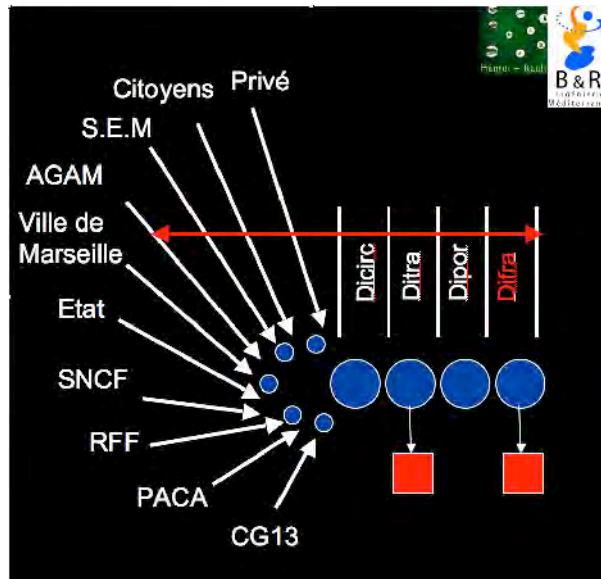 Citoyens
Privé
S.E.M
AGAM
Ville de
Marseille
Etat
SNCF
RFF
PACA
CG13
Dicirc
Ditra
Dipor
Difra
B & R